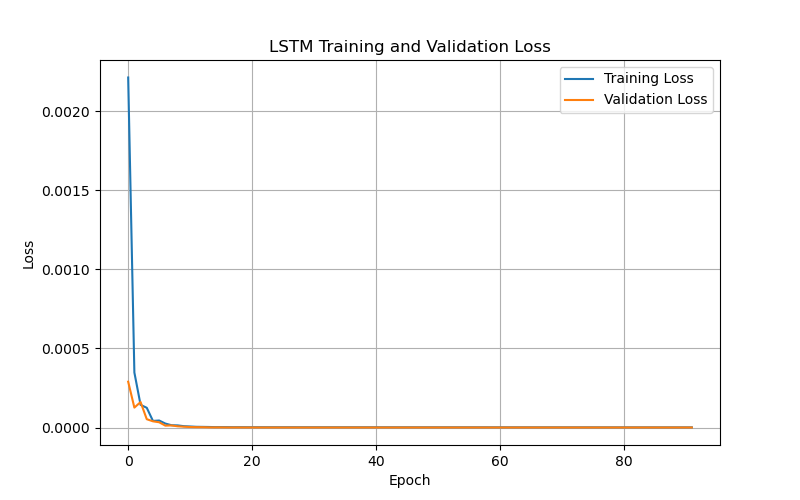 LSTM Training and Validation Loss
Training Loss
Validation Loss
0.0020
0.0015
0.0010
0.0005
0.0000
Loss
0 20 40 60 80
Epoch